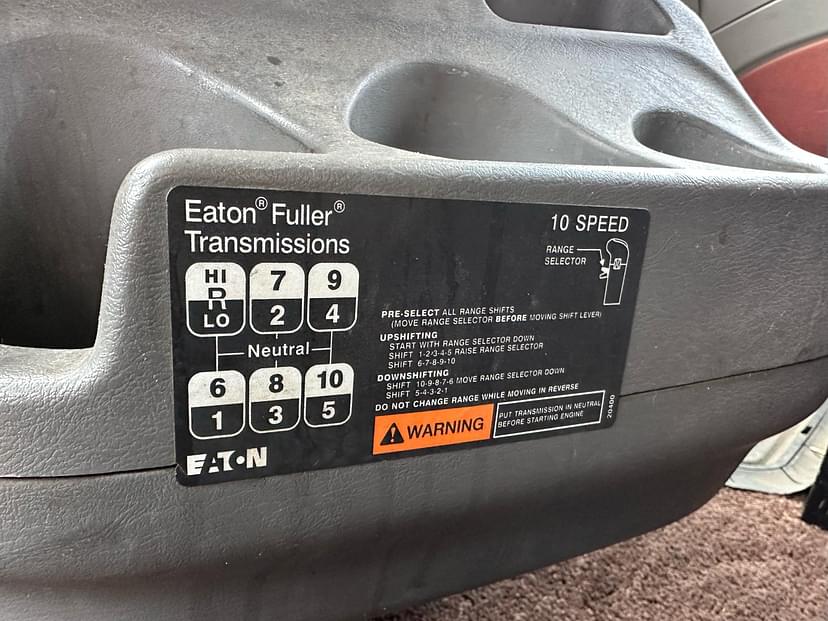 Eaton® Fuller®
Transmissions
10 SPEED
RANGE
SELECTOR
HI 7 9
R
LO 2 4
Neutral
6 8 10
1 3 5
PRE-SELECT ALL RANGE SHIFTS
(MOVE RANGE SELECTOR BEFORE MOVING SHIFT LEVER)
UPSHIFTING
START WITH RANGE SELECTOR DOWN
SHIFT 1-2-3-4-5 RAISE RANGE SELECTOR
SHIFT 6-7-8-9-10
DOWNSHIFTING
SHIFT 10-9-8-7-6 MOVE RANGE SELECTOR DOWN
SHIFT 5-4-3-2-1
DO NOT CHANGE RANGE WHILE MOVING IN REVERSE
WARNING
PUT TRANSMISSION IN NEUTRAL
BEFORE STARTING ENGINE
20400
EATON